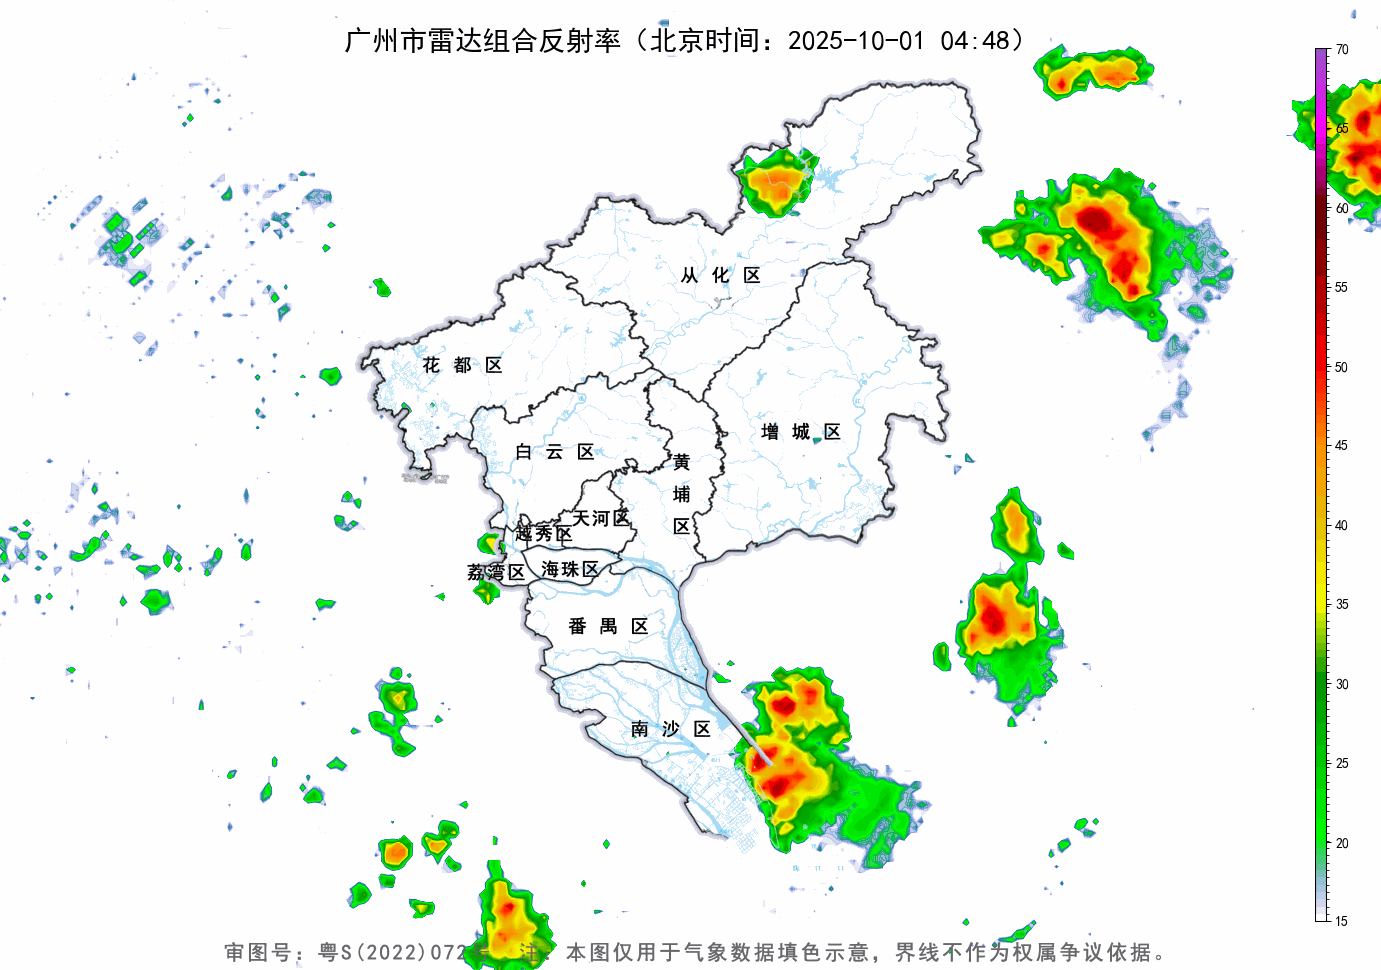 广州市雷达组合反射率（北京时间：2025-10-01 04:48）
70
65
60
55
50
45
40
35
30
25
20
15
从化区
花都区
增城区
白云区
黄埔区
天河区
越秀区
荔湾区
海珠区
番禺区
南沙区
审图号：粤S(2022)072号 注：本图仅用于气象数据填色示意，界线不作为权属争议依据。